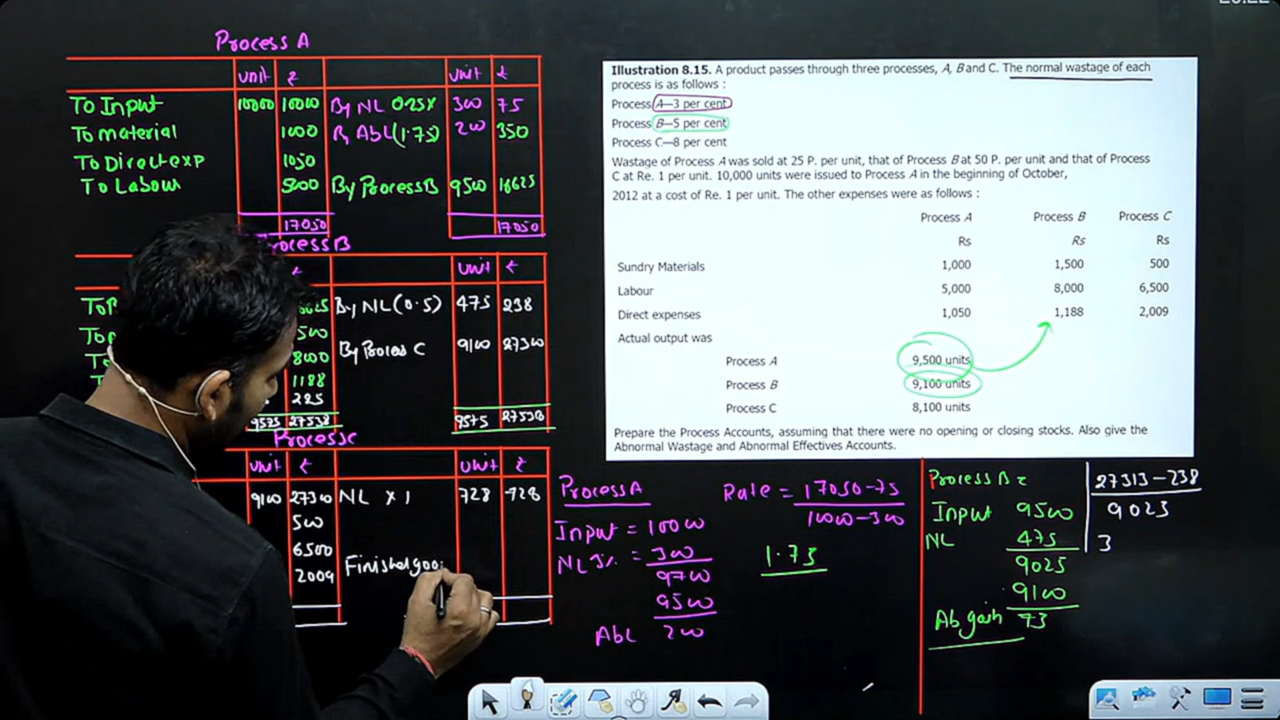 Process A
unit ₹ unit ₹
To Input 10000 10000 By NL 0.25x 300 75
To material 1000 By AbL(1.75) 200 350
To Direct exp 1050
To Labour 5000 By Process B 9500 16625
17050 17050
Process B
Unit ₹
By NL (0.5) 475 238
500
8000 By Process C 9100 27300
1188
225
9575 27538 9575 27538
Process C
Unit ₹ Unit ₹
9100 27300 NL x 1 728 728
500
6500
2009 Finished goo
Illustration 8.15. A product passes through three processes, A, B and C. The normal wastage of each
process is as follows :
Process A—3 per cent
Process B—5 per cent
Process C—8 per cent
Wastage of Process A was sold at 25 P. per unit, that of Process B at 50 P. per unit and that of Process
C at Re. 1 per unit. 10,000 units were issued to Process A in the beginning of October,
2012 at a cost of Re. 1 per unit. The other expenses were as follows :
Process A Process B Process C
Rs Rs Rs
Sundry Materials 1,000 1,500 500
Labour 5,000 8,000 6,500
Direct expenses 1,050 1,188 2,009
Actual output was
Process A 9,500 units
Process B 9,100 units
Process C 8,100 units
Prepare the Process Accounts, assuming that there were no opening or closing stocks. Also give the
Abnormal Wastage and Abnormal Effectives Accounts.
Process A
Input = 10000
NL 3% = 300
9700
9500
AbL 200
Rate = 17050-75
10000-300
1.75
Process B =
Input 9500
NL 475
9025
9100
Ab gain 75
27313-238
9025
3